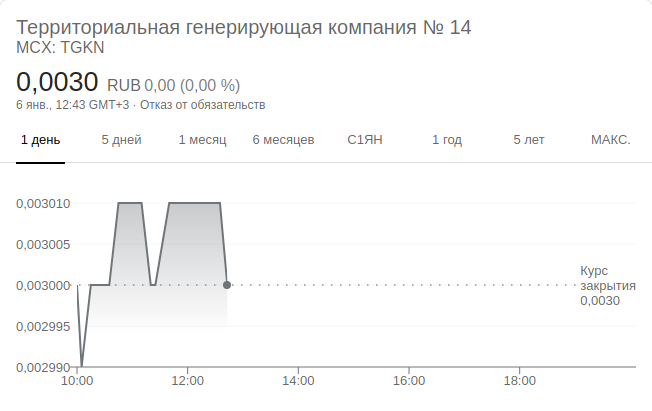 Территориальная генерирующая компания № 14
MCX: TGKN
0,0030 RUB 0,00 (0,00 %)
6 янв., 12:43 GMT+3 · Отказ от обязательств
1 день 5 дней 1 месяц 6 месяцев С1ЯН 1 год 5 лет МАКС.
0,003010
0,003005
0,003000
Курс
закрытия
0,0030
0,002995
0,002990
10:00 12:00 14:00 16:00 18:00